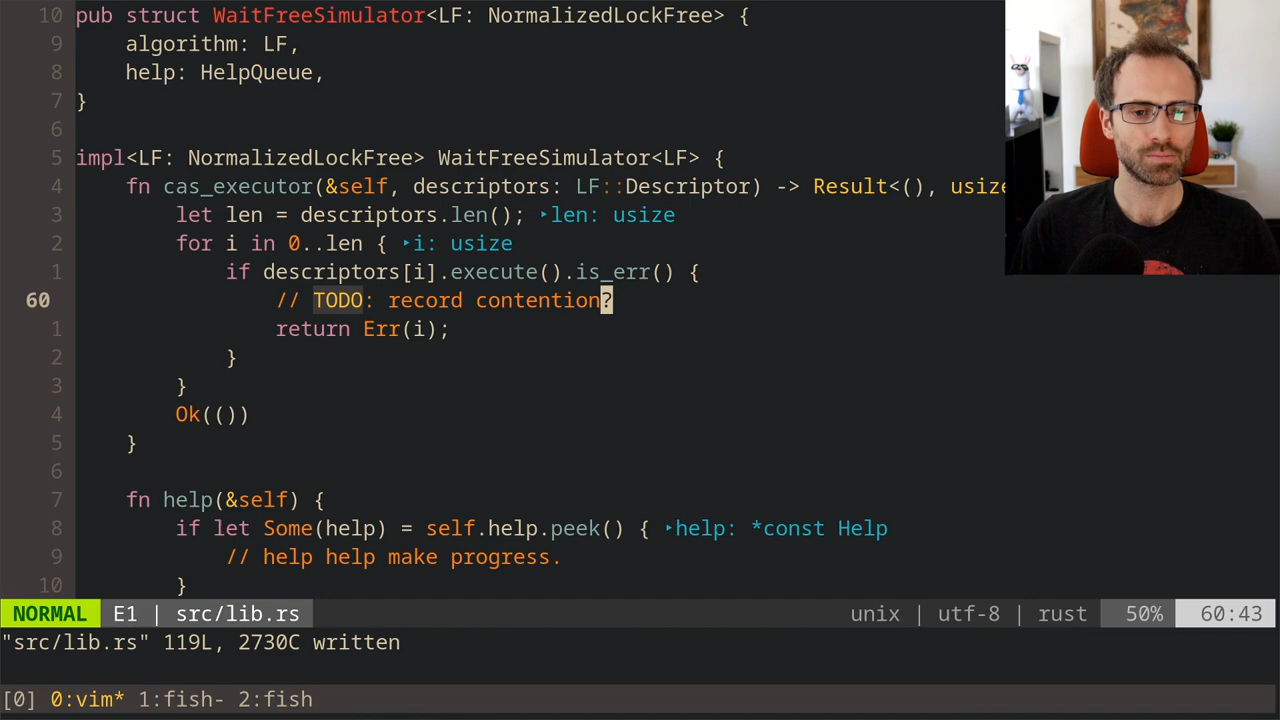 10 pub struct WaitFreeSimulator<LF: NormalizedLockFree> {
9     algorithm: LF,
8     help: HelpQueue,
7 }
6
5 impl<LF: NormalizedLockFree> WaitFreeSimulator<LF> {
4     fn cas_executor(&self, descriptors: LF::Descriptor) -> Result<(), usize
3         let len = descriptors.len(); ‣len: usize
2         for i in 0..len { ‣i: usize
1             if descriptors[i].execute().is_err() {
60                // TODO: record contention?
1                 return Err(i);
2             }
3         }
4         Ok(())
5     }
6
7     fn help(&self) {
8         if let Some(help) = self.help.peek() { ‣help: *const Help
9             // help help make progress.
10        }
NORMAL E1 | src/lib.rs unix | utf-8 | rust 50% 60:43
"src/lib.rs" 119L, 2730C written
[0] 0:vim* 1:fish- 2:fish